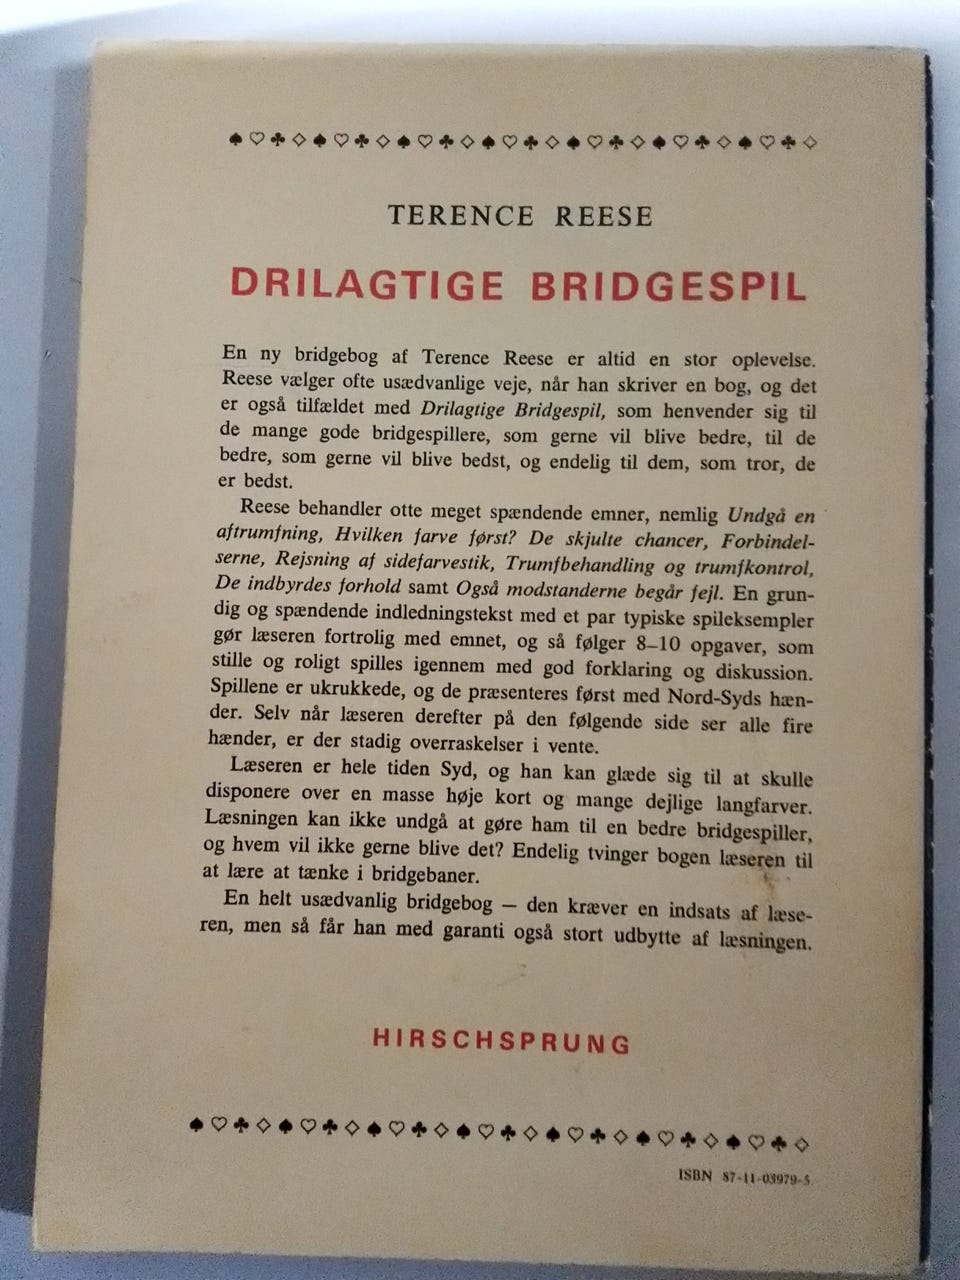 ♠♡♣♢♠♡♣♢♠♡♣♢♠♡♣♢♠♡♣♢♠♡♣♢♠♡♣♢
TERENCE REESE
DRILAGTIGE BRIDGESPIL
En ny bridgebog af Terence Reese er altid en stor oplevelse.
Reese vælger ofte usædvanlige veje, når han skriver en bog, og det
er også tilfældet med Drilagtige Bridgespil, som henvender sig til
de mange gode bridgespillere, som gerne vil blive bedre, til de
bedre, som gerne vil blive bedst, og endelig til dem, som tror, de
er bedst.
Reese behandler otte meget spændende emner, nemlig Undgå en
aftrumfning, Hvilken farve først? De skjulte chancer, Forbindel-
serne, Rejsning af sidefarvestik, Trumfbehandling og trumfkontrol,
De indbyrdes forhold samt Også modstanderne begår fejl. En grun-
dig og spændende indledningstekst med et par typiske spileksempler
gør læseren fortrolig med emnet, og så følger 8–10 opgaver, som
stille og roligt spilles igennem med god forklaring og diskussion.
Spillene er ukrukkede, og de præsenteres først med Nord-Syds hæn-
der. Selv når læseren derefter på den følgende side ser alle fire
hænder, er der stadig overraskelser i vente.
Læseren er hele tiden Syd, og han kan glæde sig til at skulle
disponere over en masse høje kort og mange dejlige langfarver.
Læsningen kan ikke undgå at gøre ham til en bedre bridgespiller,
og hvem vil ikke gerne blive det? Endelig tvinger bogen læseren til
at lære at tænke i bridgebaner.
En helt usædvanlig bridgebog – den kræver en indsats af læse-
ren, men så får han med garanti også stort udbytte af læsningen.
HIRSCHSPRUNG
♠♡♣♢♠♡♣♢♠♡♣♢♠♡♣♢♠♡♣♢♠♡♣♢♠♡♣♢
ISBN 87-11-03979-5